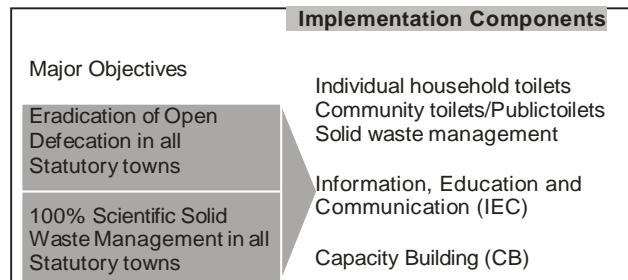 Implementation Components
Major Objectives
Eradication of Open
Defecation in all
Statutory towns
100% Scientific Solid
Waste Management in all
Statutory towns
Individual household toilets
Community toilets/Publictoilets
Solid waste management
Information, Education and
Communication (IEC)
Capacity Building (CB)